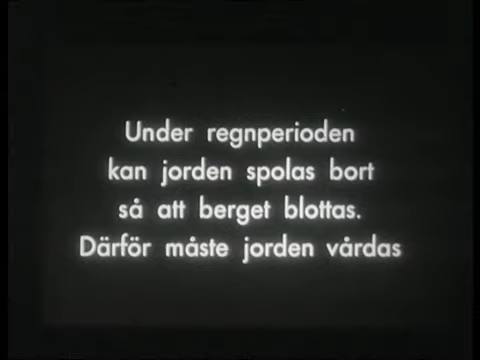 Under regnperioden
kan jorden spolas bort
så att berget blottas.
Därför måste jorden vårdas